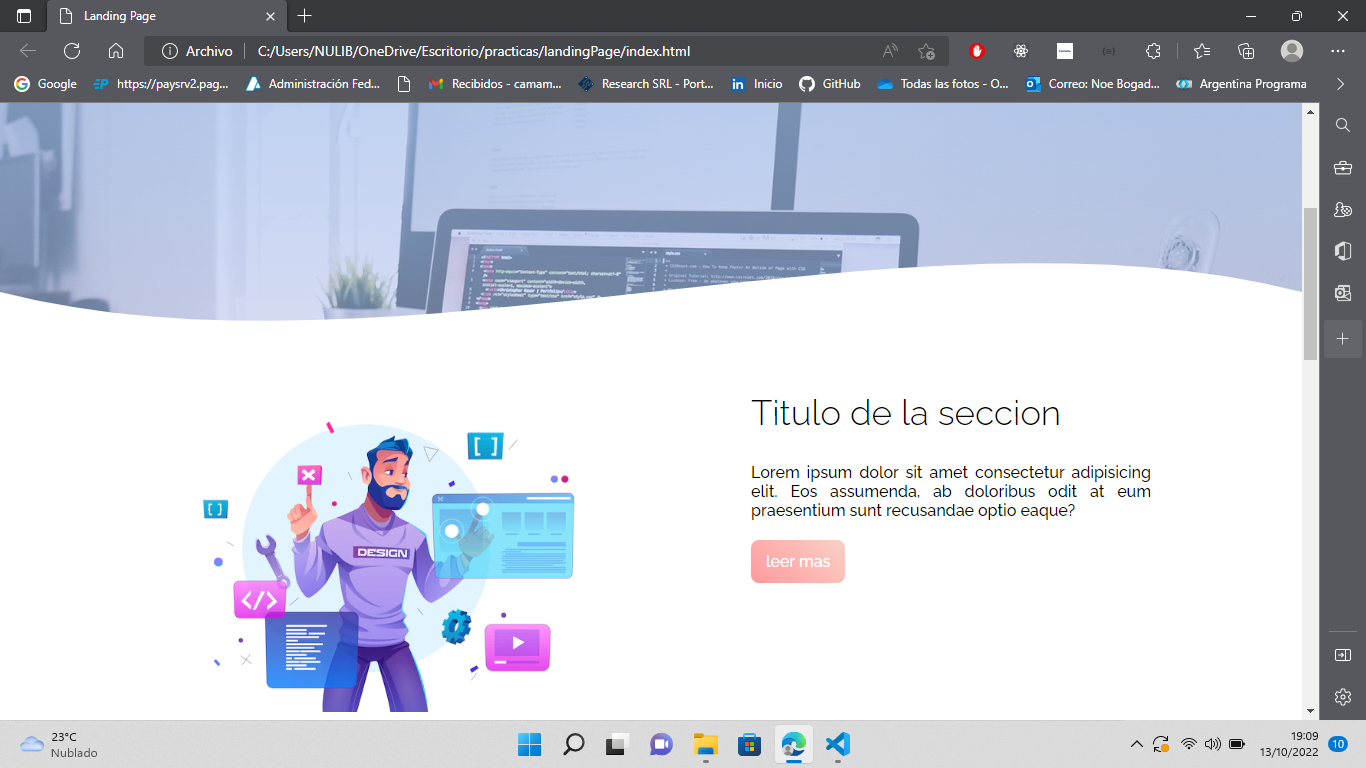 Landing Page
Archivo
C:/Users/NULIB/OneDrive/Escritorio/practicas/landingPage/index.html
Google
https://paysrv2.pag...
Administración Fed...
Recibidos - camam...
Research SRL - Port...
Inicio
GitHub
Todas las fotos - O...
Correo: Noe Bogad...
Argentina Programa
Titulo de la seccion
Lorem ipsum dolor sit amet consectetur adipisicing
elit. Eos assumenda, ab doloribus odit at eum
praesentium sunt recusandae optio eaque?
leer mas
[ ]
[ ]
DESIGN
</>
23°C
Nublado
19:09
13/10/2022
10